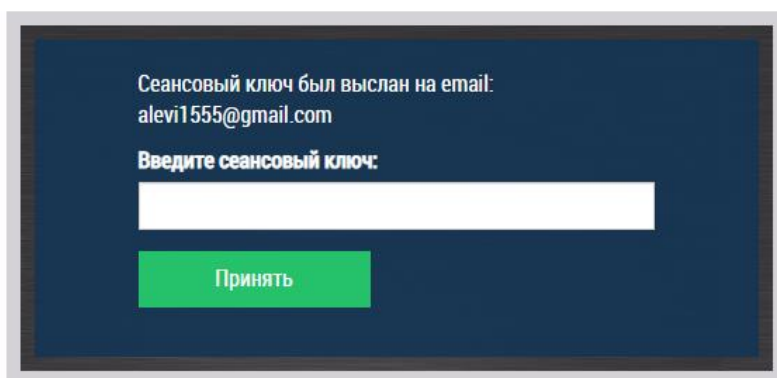 Сеансовый ключ был выслан на email:
alevi1555@gmail.com
Введите сеансовый ключ:
Принять